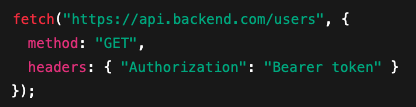 fetch("https://api.backend.com/users", {
  method: "GET",
  headers: { "Authorization": "Bearer token" }
});